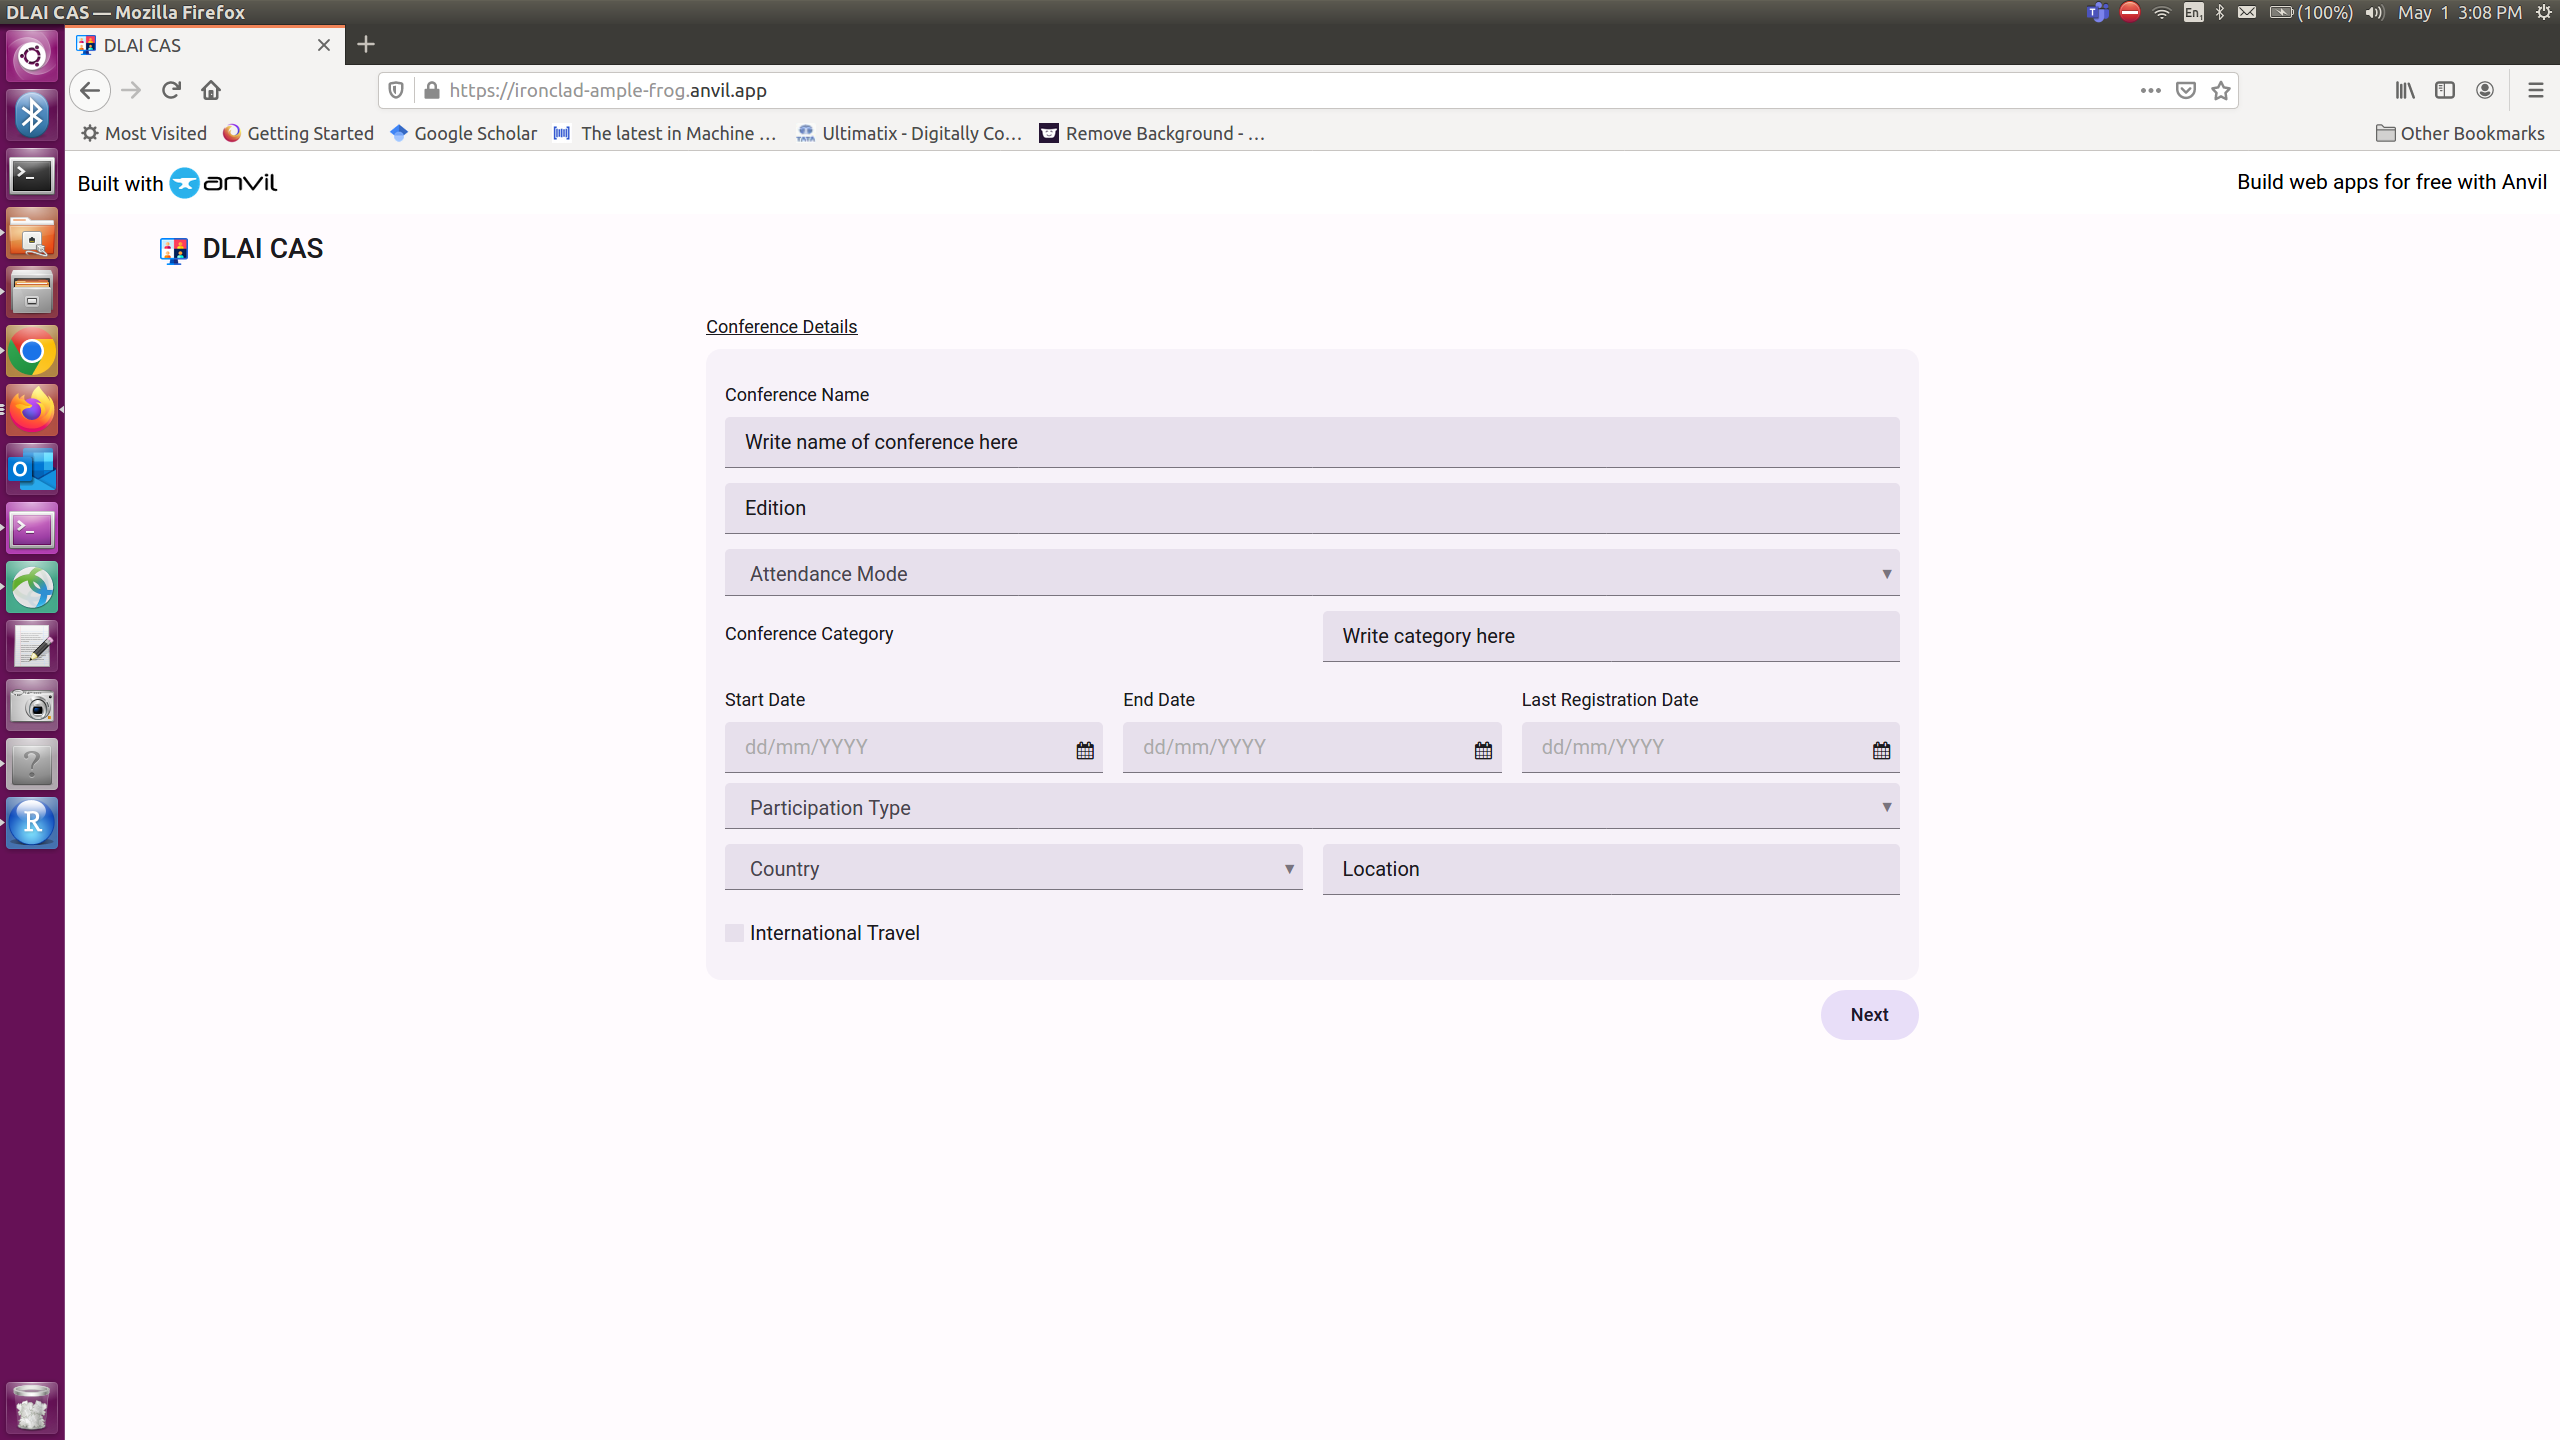 DLAI CAS — Mozilla Firefox
En1 (100%) May 1 3:08 PM
DLAI CAS
https://ironclad-ample-frog.anvil.app
Most Visited Getting Started Google Scholar The latest in Machine ... Ultimatix - Digitally Co... Remove Background - ... Other Bookmarks
Built with anvil Build web apps for free with Anvil
DLAI CAS
Conference Details
Conference Name
Write name of conference here
Edition
Attendance Mode
Conference Category Write category here
Start Date End Date Last Registration Date
dd/mm/YYYY dd/mm/YYYY dd/mm/YYYY
Participation Type
Country Location
International Travel
Next